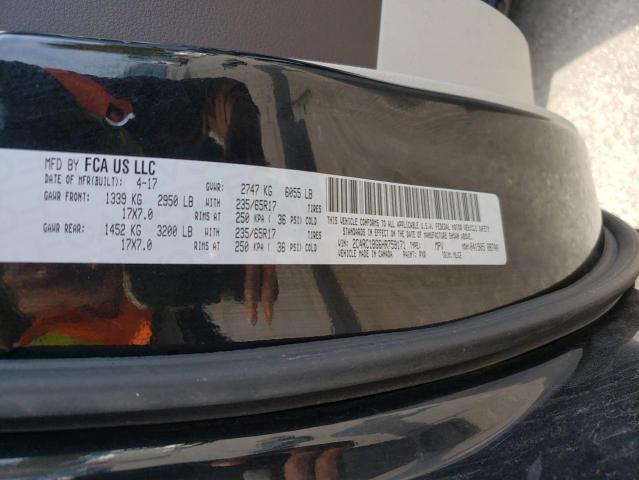 MFD BY FCA US LLC
DATE OF MFR(BUILT): 4-17 GVWR: 2747 KG 6055 LB
GAWR FRONT: 1339 KG 2950 LB WITH 235/65R17 TIRES
17X7.0 RIMS AT 250 KPA ( 36 PSI) COLD
GAWR REAR: 1452 KG 3200 LB WITH 235/65R17 TIRES
17X7.0 RIMS AT 250 KPA ( 36 PSI) COLD
THIS VEHICLE CONFORMS TO ALL APPLICABLE U.S.A. FEDERAL MOTOR VEHICLE SAFETY
STANDARDS IN EFFECT ON THE DATE OF MANUFACTURE SHOWN ABOVE.
VIN: TYPE: MPV
VEHICLE MADE IN CANADA PAINT: PXR TRIM: